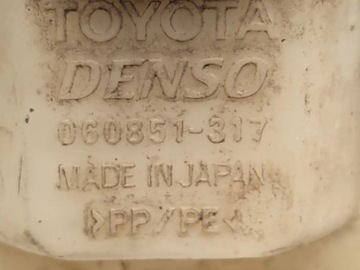 TOYOTA
DENSO
060851-317
MADE IN JAPAN
>PP/PE<